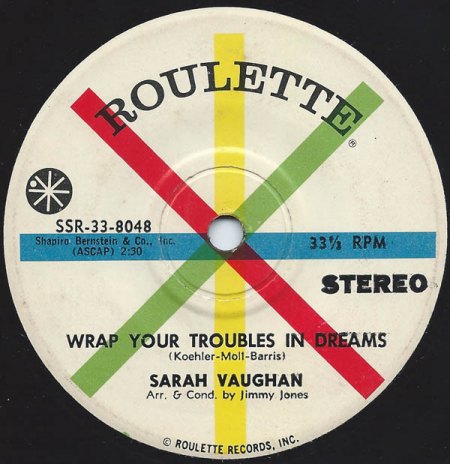 ROULETTE
®
SSR-33-8048
Shapiro Bernstein & Co., Inc.
(ASCAP) 2:30
33⅓ RPM
STEREO
WRAP YOUR TROUBLES IN DREAMS
(Koehler-Moll-Barris)
SARAH VAUGHAN
Arr. & Cond. by Jimmy Jones
© ROULETTE RECORDS, INC.